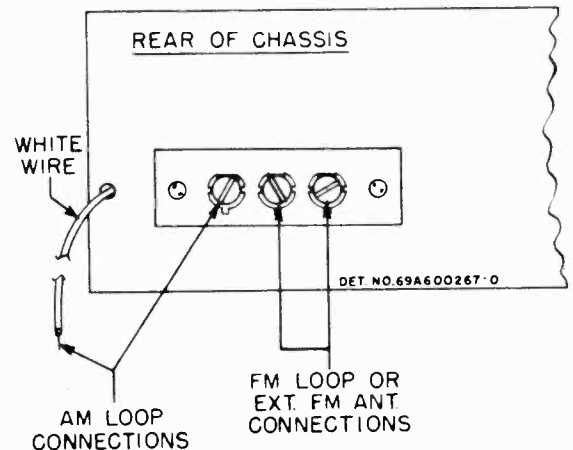 REAR OF CHASSIS
WHITE
WIRE
DET. NO.69A600267-0
FM LOOP OR
EXT. FM ANT.
CONNECTIONS
AM LOOP
CONNECTIONS